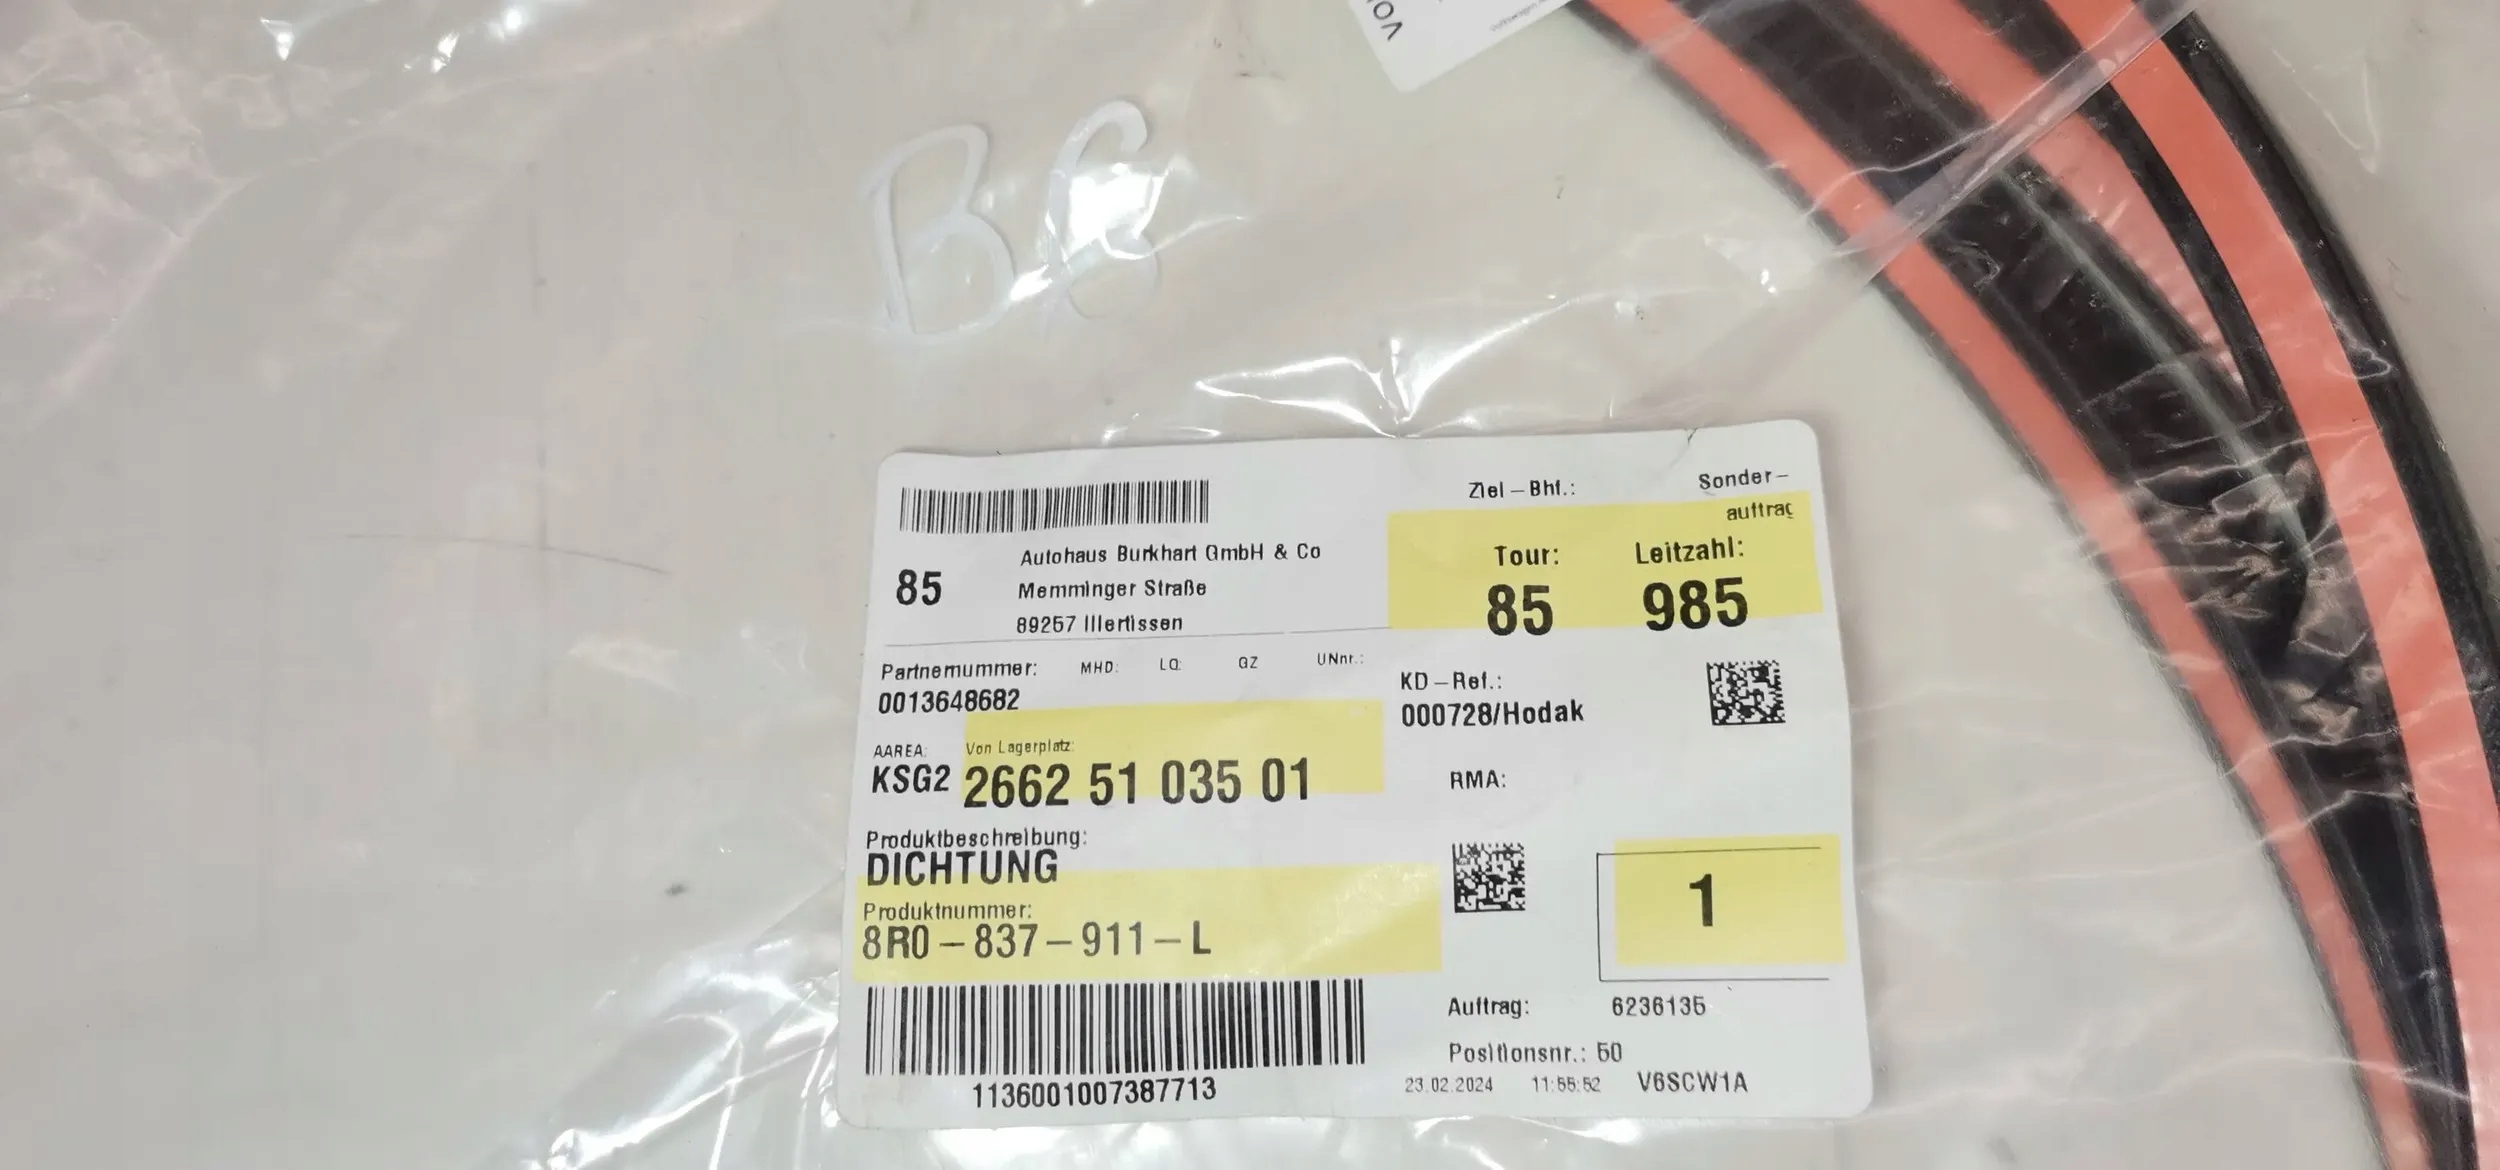 VO
B6
Ziel-Bhf.:
Sonder-
auftrag
Autohaus Burkhart GmbH & Co
85
Memminger Straße
89257 Illertissen
Tour:
Leitzahl:
85
985
Partnernummer:
MHD:
LQ:
GZ
UNnr.:
0013648682
KD-Ref.:
000728/Hodak
AAREA:
Von Lagerplatz:
KSG2
2662 51 035 01
RMA:
Produktbeschreibung:
DICHTUNG
Produktnummer:
8R0-837-911-L
1
Auftrag:
6236135
Positionsnr.: 50
23.02.2024
11:55:52
V6SCW1A
1136001007387713